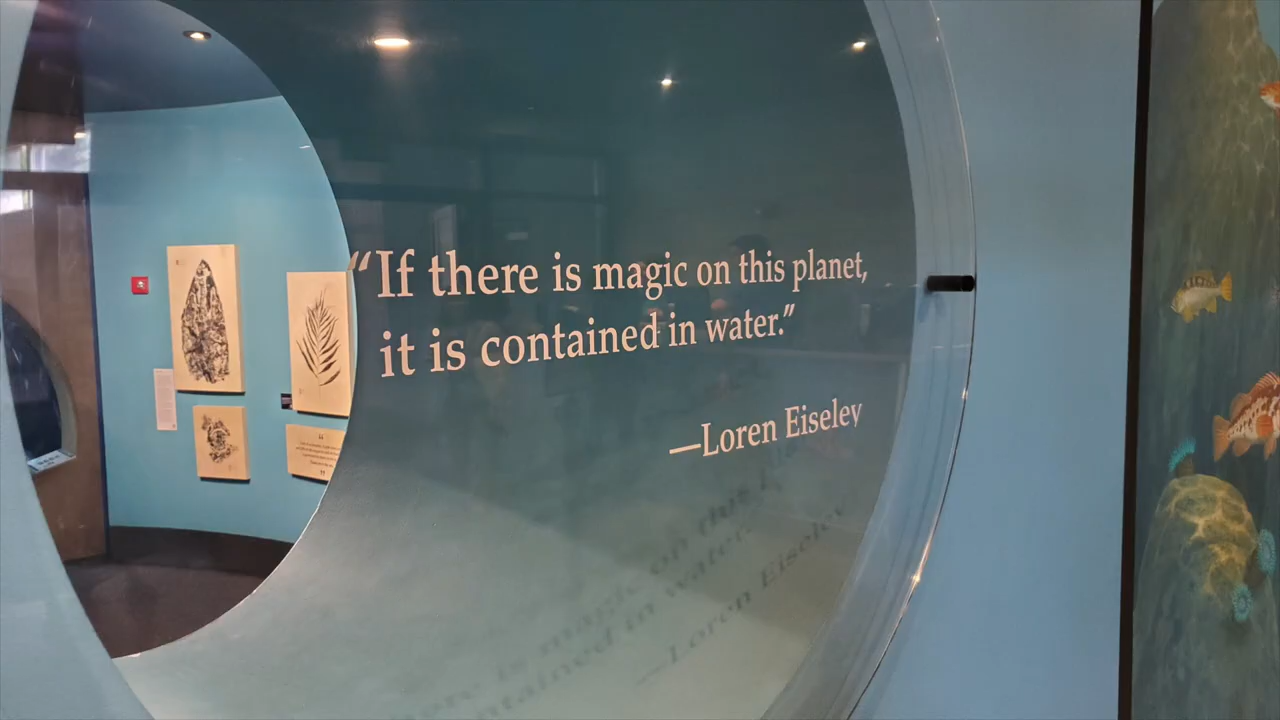 “If there is magic on this planet,
it is contained in water.”
—Loren Eiseley